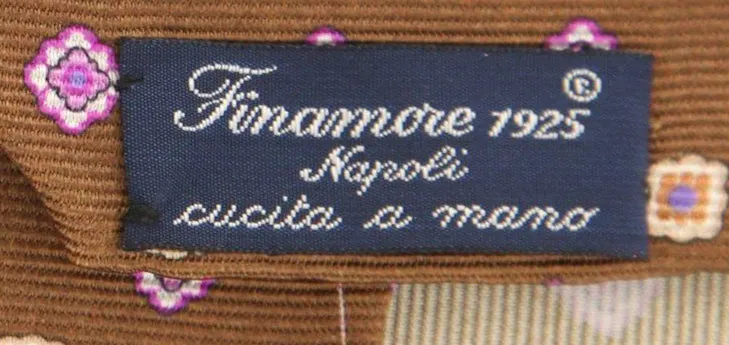 Finamore 1925®
Napoli
cucita a mano